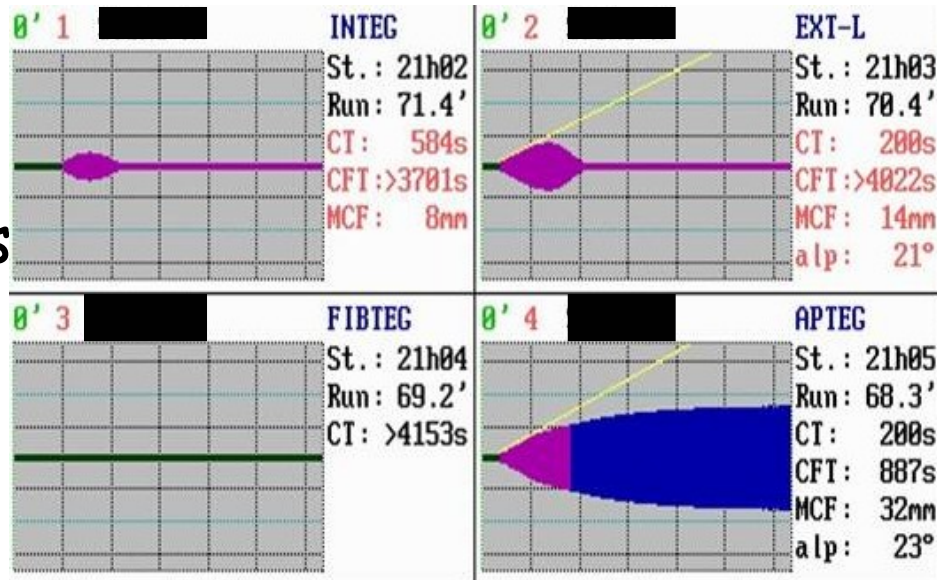 0' 1 INTEG
St.: 21h02
Run: 71.4'
CT: 584s
CFT:>3701s
MCF: 8mm
0' 2 EXT-L
St.: 21h03
Run: 70.4'
CT: 200s
CFT:>4022s
MCF: 14mm
alp: 21°
s
0' 3 FIBTEG
St.: 21h04
Run: 69.2'
CT: >4153s
0' 4 APTEG
St.: 21h05
Run: 68.3'
CT: 200s
CFT: 887s
MCF: 32mm
alp: 23°